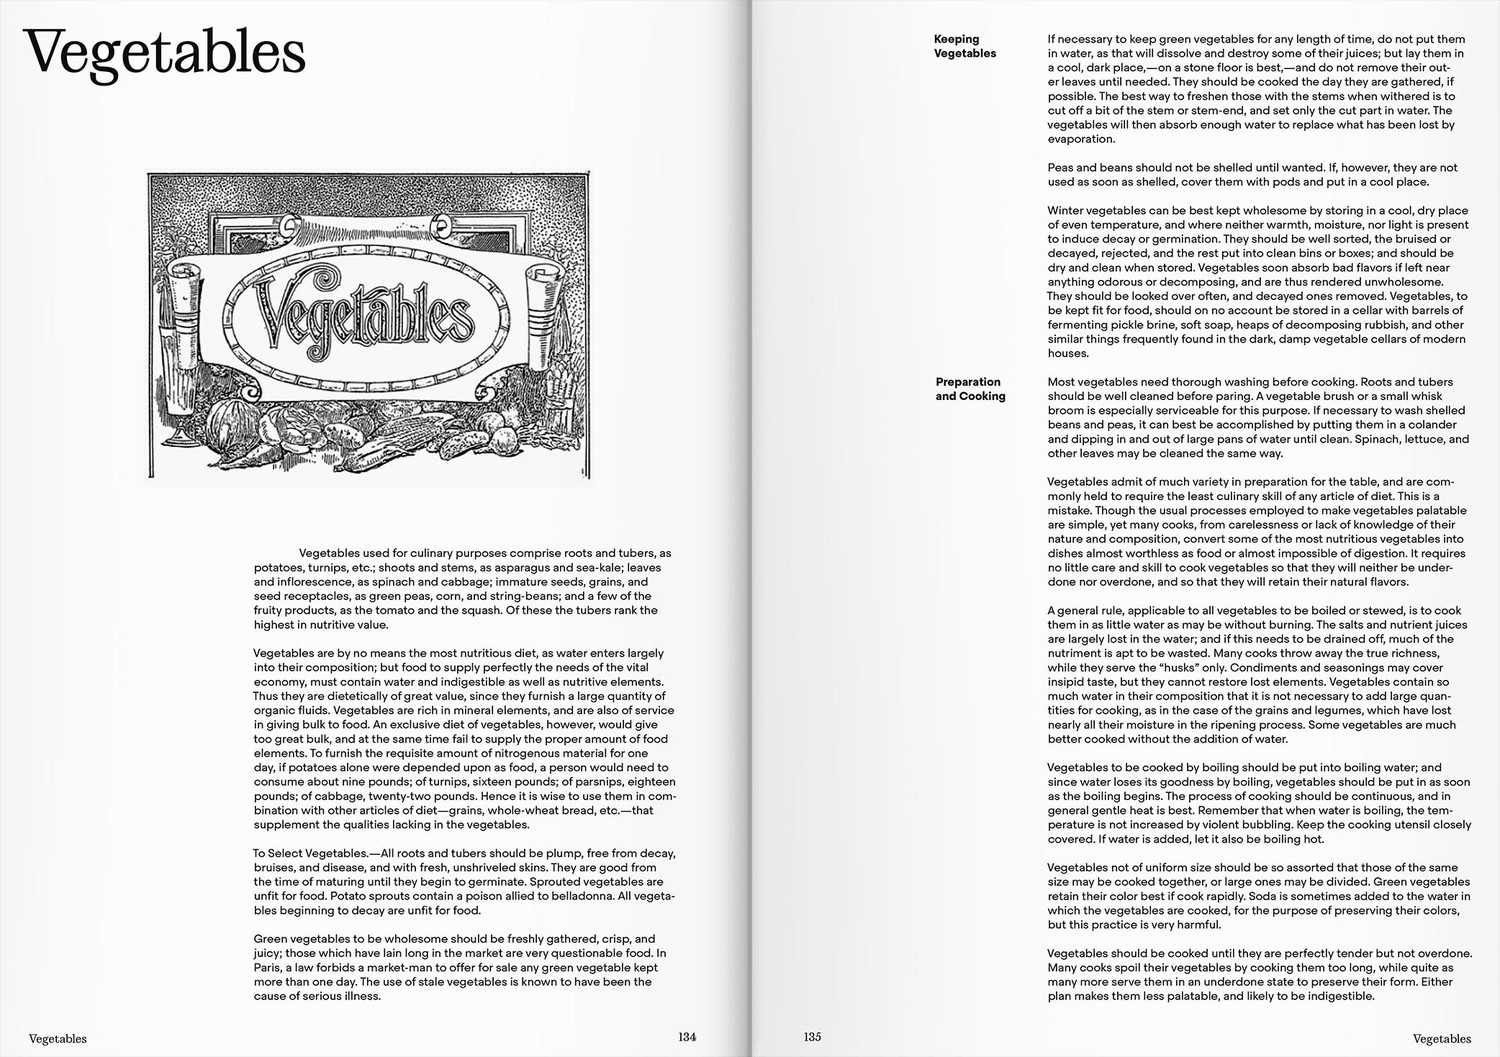 Vegetables
Vegetables
Vegetables used for culinary purposes comprise roots and tubers, as
potatoes, turnips, etc.; shoots and stems, as asparagus and sea-kale; leaves
and inflorescence, as spinach and cabbage; immature seeds, grains, and
seed receptacles, as green peas, corn, and string-beans; and a few of the
fruity products, as the tomato and the squash. Of these the tubers rank the
highest in nutritive value.
Vegetables are by no means the most nutritious diet, as water enters largely
into their composition; but food to supply perfectly the needs of the vital
economy, must contain water and indigestible as well as nutritive elements.
Thus they are dietetically of great value, since they furnish a large quantity of
organic fluids. Vegetables are rich in mineral elements, and are also of service
in giving bulk to food. An exclusive diet of vegetables, however, would give
too great bulk, and at the same time fail to supply the proper amount of food
elements. To furnish the requisite amount of nitrogenous material for one
day, if potatoes alone were depended upon as food, a person would need to
consume about nine pounds; of turnips, sixteen pounds; of parsnips, eighteen
pounds; of cabbage, twenty-two pounds. Hence it is wise to use them in com-
bination with other articles of diet—grains, whole-wheat bread, etc.—that
supplement the qualities lacking in the vegetables.
To Select Vegetables.—All roots and tubers should be plump, free from decay,
bruises, and disease, and with fresh, unshriveled skins. They are good from
the time of maturing until they begin to germinate. Sprouted vegetables are
unfit for food. Potato sprouts contain a poison allied to belladonna. All vegeta-
bles beginning to decay are unfit for food.
Green vegetables to be wholesome should be freshly gathered, crisp, and
juicy; those which have lain long in the market are very questionable food. In
Paris, a law forbids a market-man to offer for sale any green vegetable kept
more than one day. The use of stale vegetables is known to have been the
cause of serious illness.
Vegetables
134
Keeping
Vegetables
If necessary to keep green vegetables for any length of time, do not put them
in water, as that will dissolve and destroy some of their juices; but lay them in
a cool, dark place,—on a stone floor is best,—and do not remove their out-
er leaves until needed. They should be cooked the day they are gathered, if
possible. The best way to freshen those with the stems when withered is to
cut off a bit of the stem or stem-end, and set only the cut part in water. The
vegetables will then absorb enough water to replace what has been lost by
evaporation.
Peas and beans should not be shelled until wanted. If, however, they are not
used as soon as shelled, cover them with pods and put in a cool place.
Winter vegetables can be best kept wholesome by storing in a cool, dry place
of even temperature, and where neither warmth, moisture, nor light is present
to induce decay or germination. They should be well sorted, the bruised or
decayed, rejected, and the rest put into clean bins or boxes; and should be
dry and clean when stored. Vegetables soon absorb bad flavors if left near
anything odorous or decomposing, and are thus rendered unwholesome.
They should be looked over often, and decayed ones removed. Vegetables, to
be kept fit for food, should on no account be stored in a cellar with barrels of
fermenting pickle brine, soft soap, heaps of decomposing rubbish, and other
similar things frequently found in the dark, damp vegetable cellars of modern
houses.
Preparation
and Cooking
Most vegetables need thorough washing before cooking. Roots and tubers
should be well cleaned before paring. A vegetable brush or a small whisk
broom is especially serviceable for this purpose. If necessary to wash shelled
beans and peas, it can best be accomplished by putting them in a colander
and dipping in and out of large pans of water until clean. Spinach, lettuce, and
other leaves may be cleaned the same way.
Vegetables admit of much variety in preparation for the table, and are com-
monly held to require the least culinary skill of any article of diet. This is a
mistake. Though the usual processes employed to make vegetables palatable
are simple, yet many cooks, from carelessness or lack of knowledge of their
nature and composition, convert some of the most nutritious vegetables into
dishes almost worthless as food or almost impossible of digestion. It requires
no little care and skill to cook vegetables so that they will neither be under-
done nor overdone, and so that they will retain their natural flavors.
A general rule, applicable to all vegetables to be boiled or stewed, is to cook
them in as little water as may be without burning. The salts and nutrient juices
are largely lost in the water; and if this needs to be drained off, much of the
nutriment is apt to be wasted. Many cooks throw away the true richness,
while they serve the “husks” only. Condiments and seasonings may cover
insipid taste, but they cannot restore lost elements. Vegetables contain so
much water in their composition that it is not necessary to add large quan-
tities for cooking, as in the case of the grains and legumes, which have lost
nearly all their moisture in the ripening process. Some vegetables are much
better cooked without the addition of water.
Vegetables to be cooked by boiling should be put into boiling water; and
since water loses its goodness by boiling, vegetables should be put in as soon
as the boiling begins. The process of cooking should be continuous, and in
general gentle heat is best. Remember that when water is boiling, the tem-
perature is not increased by violent bubbling. Keep the cooking utensil closely
covered. If water is added, let it also be boiling hot.
Vegetables not of uniform size should be so assorted that those of the same
size may be cooked together, or large ones may be divided. Green vegetables
retain their color best if cook rapidly. Soda is sometimes added to the water in
which the vegetables are cooked, for the purpose of preserving their colors,
but this practice is very harmful.
Vegetables should be cooked until they are perfectly tender but not overdone.
Many cooks spoil their vegetables by cooking them too long, while quite as
many more serve them in an underdone state to preserve their form. Either
plan makes them less palatable, and likely to be indigestible.
135
Vegetables